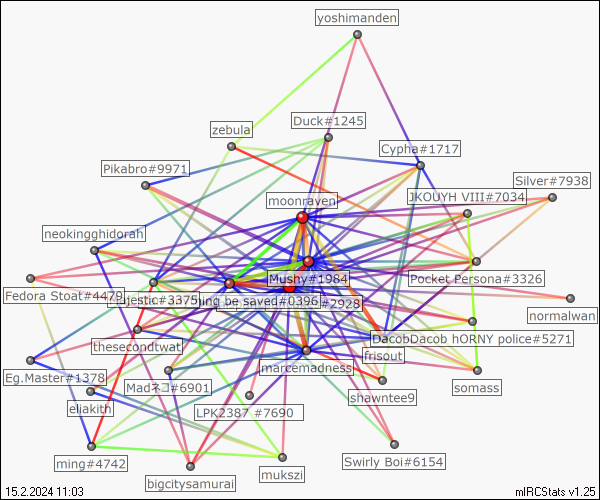 yoshimanden
Duck#1245
zebula
Cypha#1717
Pikabro#9971
Silver#7938
JKOUYH VIII#7034
moonraven
neokingghidorah
Mushy#1984
Pocket Persona#3326
Fedora Stoat#4479
ajestic#3375
ing be saved#0396
#2928
normalwan
DacobDacob hORNY police#5271
thesecondtwat
frisout
marcemadness
Eg.Master#1378
Madネコ#6901
somass
eliakith
shawntee9
LPK2387 #7690
ming#4742
Swirly Boi#6154
mukszi
bigcitysamurai
15.2.2024 11:03
mIRCStats v1.25